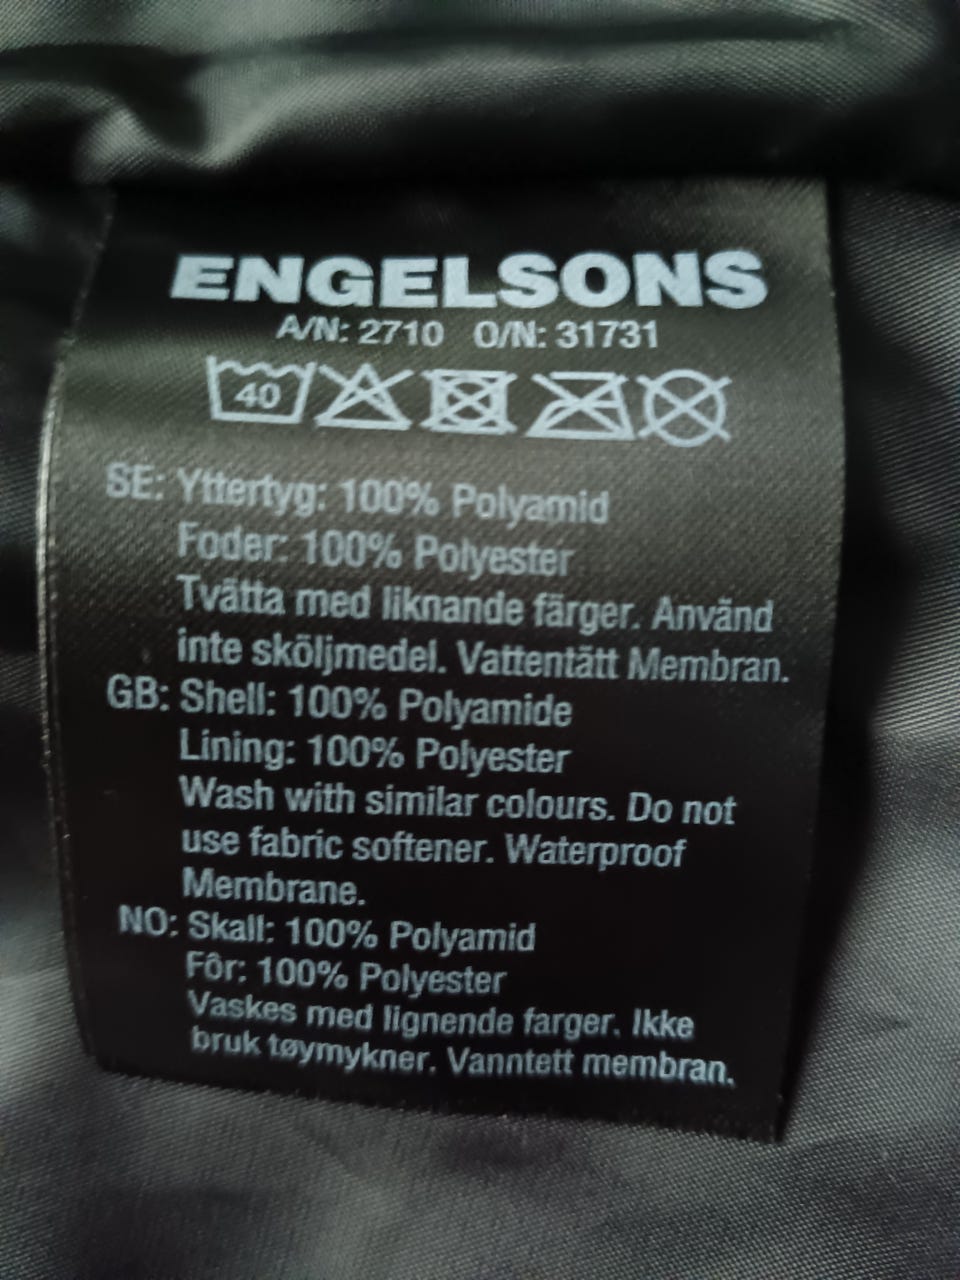 ENGELSONS
A/N: 2710 O/N: 31731
40
SE: Yttertyg: 100% Polyamid
Foder: 100% Polyester
Tvätta med liknande färger. Använd
inte sköljmedel. Vattentätt Membran.
GB: Shell: 100% Polyamide
Lining: 100% Polyester
Wash with similar colours. Do not
use fabric softener. Waterproof
Membrane.
NO: Skall: 100% Polyamid
Fôr: 100% Polyester
Vaskes med lignende farger. Ikke
bruk tøymykner. Vanntett membran.